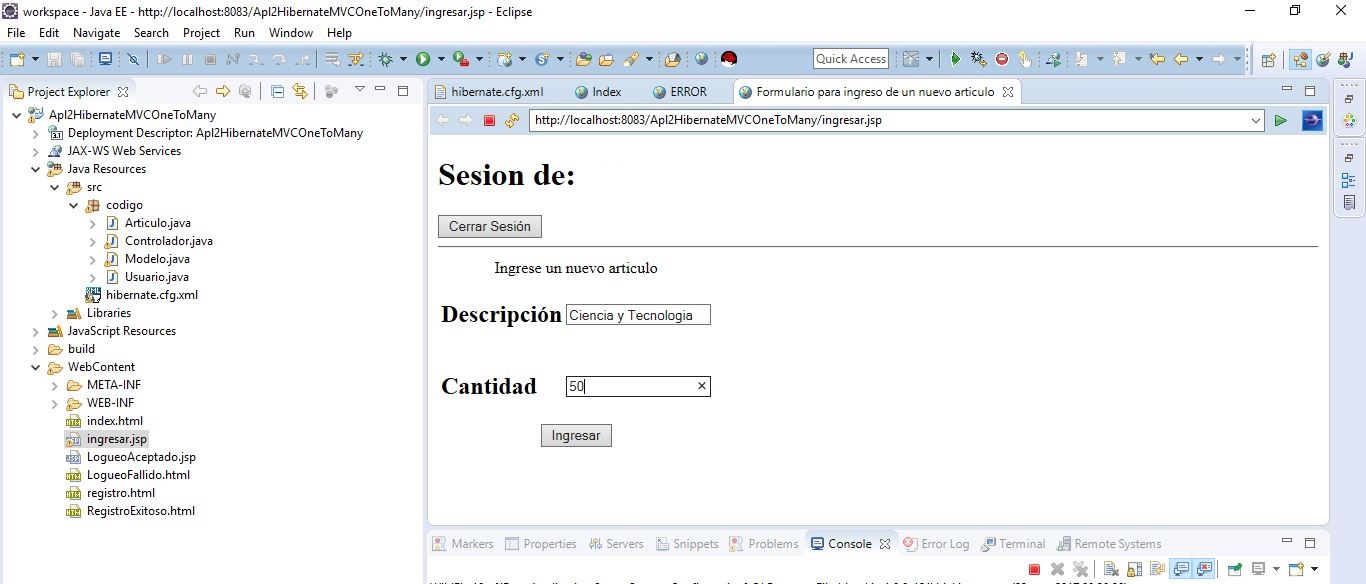 workspace - Java EE - http://localhost:8083/ApI2HibernateMVCOneToMany/ingresar.jsp - Eclipse
File Edit Navigate Search Project Run Window Help
Quick Access
Project Explorer
ApI2HibernateMVCOneToMany
Deployment Descriptor: ApI2HibernateMVCOneToMany
JAX-WS Web Services
Java Resources
src
codigo
Articulo.java
Controlador.java
Modelo.java
Usuario.java
hibernate.cfg.xml
Libraries
JavaScript Resources
build
WebContent
META-INF
WEB-INF
index.html
ingresar.jsp
LogueoAceptado.jsp
LogueoFallido.html
registro.html
RegistroExitoso.html
hibernate.cfg.xml Index ERROR Formulario para ingreso de un nuevo articulo
http://localhost:8083/ApI2HibernateMVCOneToMany/ingresar.jsp
Sesion de:
Cerrar Sesión
Ingrese un nuevo articulo
Descripción Ciencia y Tecnologia
Cantidad 50
Ingresar
Markers Properties Servers Snippets Problems Console Error Log Terminal Remote Systems